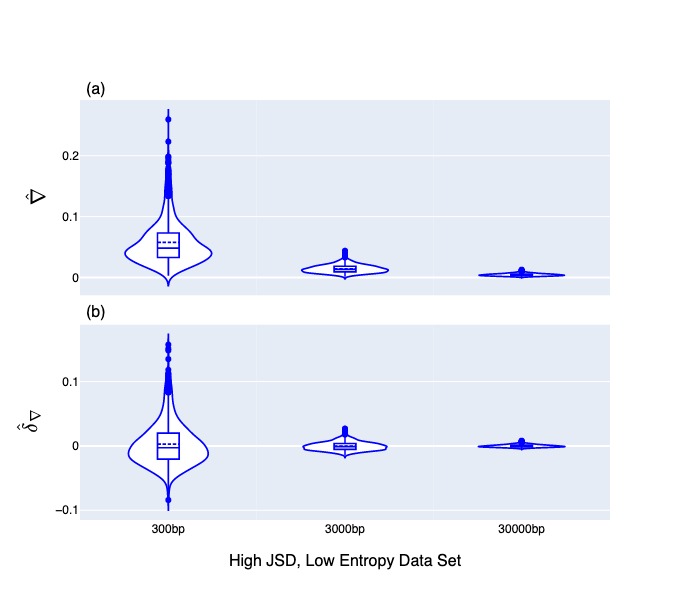 (a)
∇̂
0.2
0.1
0
(b)
δ̂∇
0.1
0
−0.1
300bp 3000bp 30000bp
High JSD, Low Entropy Data Set